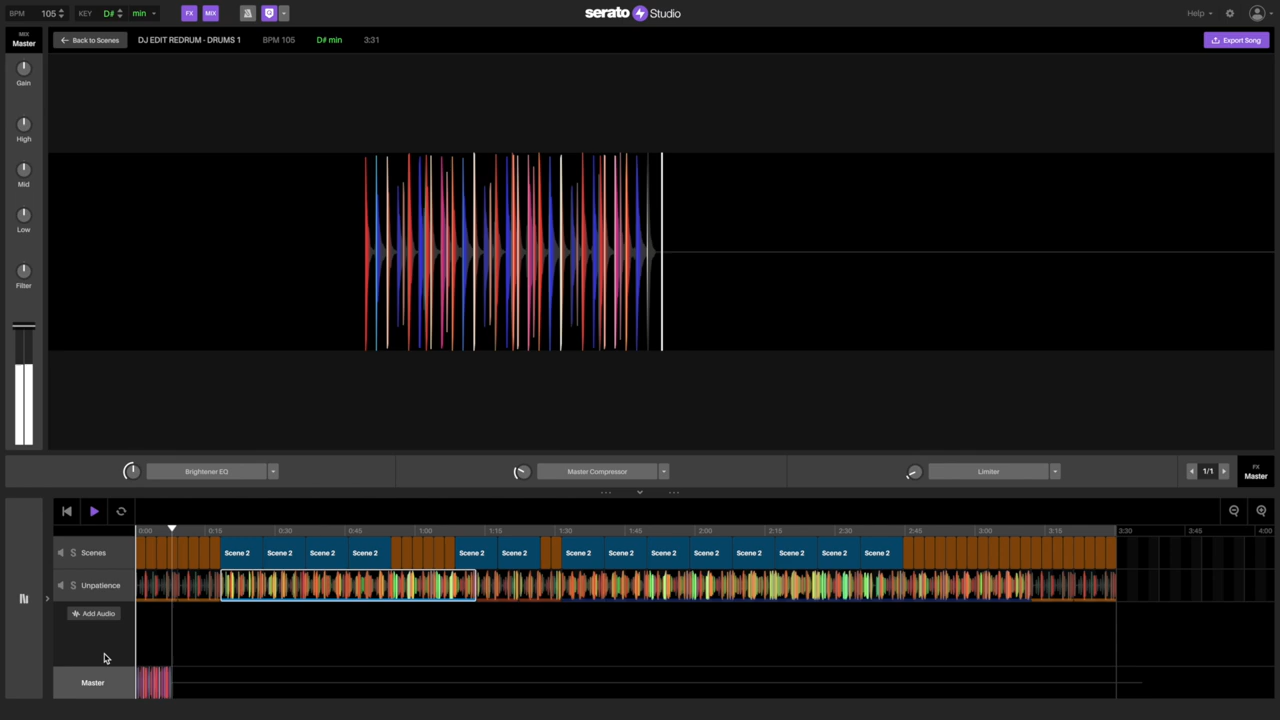 BPM 105 KEY D# min FX MIX serato Studio Help
MIX
Master
Back to Scenes DJ EDIT REDRUM - DRUMS 1 BPM 105 D# min 3:31 Export Song
Gain
High
Mid
Low
Filter
Brightener EQ Master Compressor Limiter 1/1 FX
Master
0:00 0:15 0:30 0:45 1:00 1:15 1:30 1:45 2:00 2:15 2:30 2:45 3:00 3:15 3:30 3:45 4:00
Scenes Scene 2 Scene 2 Scene 2 Scene 2 Scene 2 Scene 2 Scene 2 Scene 2 Scene 2 Scene 2 Scene 2 Scene 2 Scene 2 Scene 2
S Unpatience
Add Audio
Master